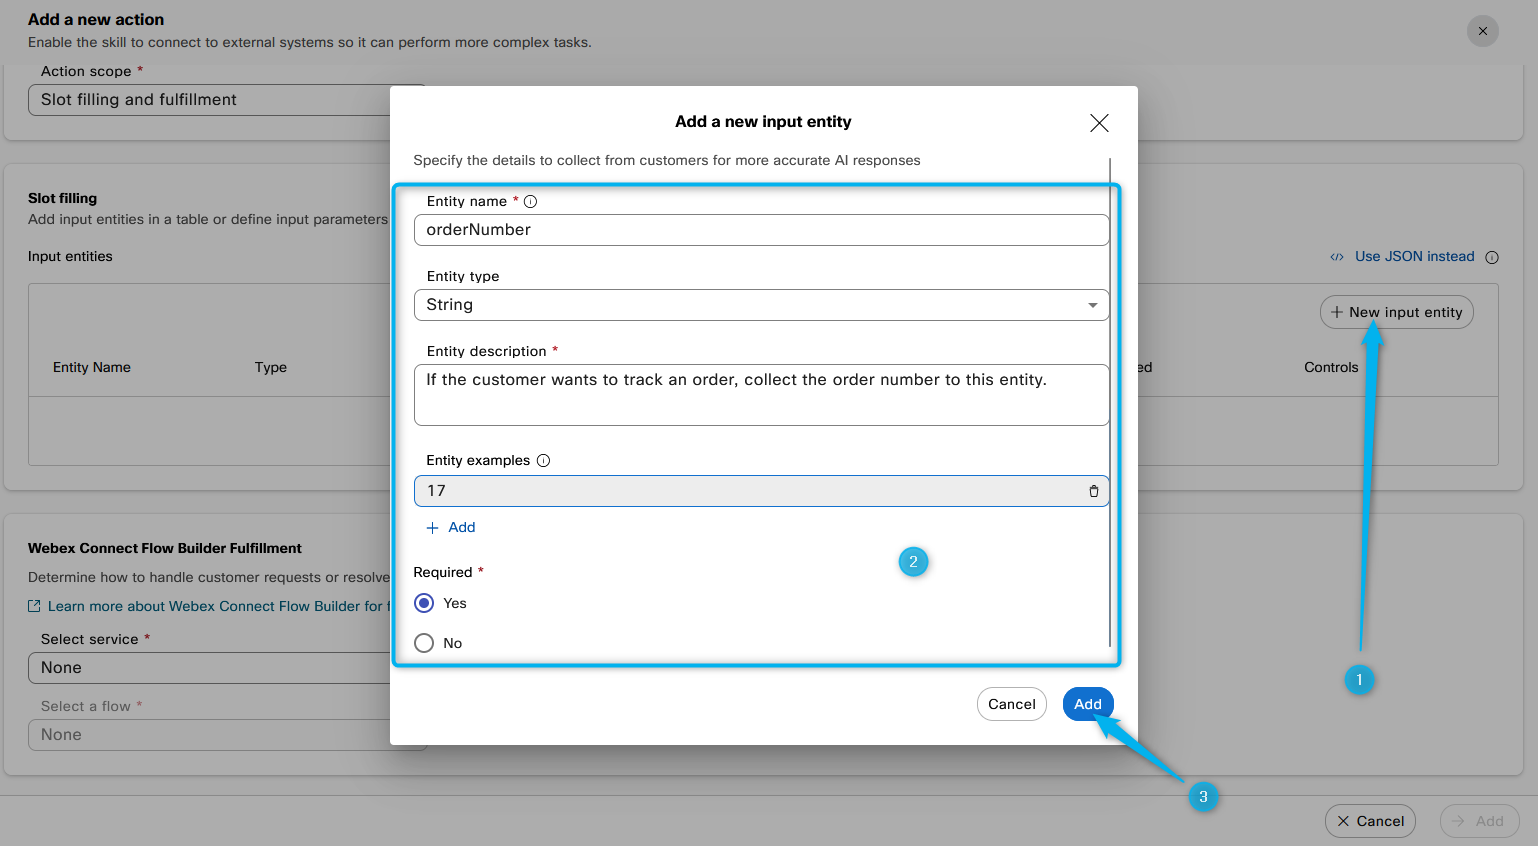 Add a new action
Enable the skill to connect to external systems so it can perform more complex tasks.
Action scope *
Slot filling and fulfillment
Slot filling
Add input entities in a table or define input parameters
Input entities
Use JSON instead
+ New input entity
Entity Name
Type
ed
Controls
Webex Connect Flow Builder Fulfillment
Determine how to handle customer requests or resolve
Learn more about Webex Connect Flow Builder for f
Select service *
None
Select a flow *
None
Add a new input entity
Specify the details to collect from customers for more accurate AI responses
Entity name *
orderNumber
Entity type
String
Entity description *
If the customer wants to track an order, collect the order number to this entity.
Entity examples
17
+ Add
Required *
Yes
No
Cancel
Add
1
2
3
Cancel
Add